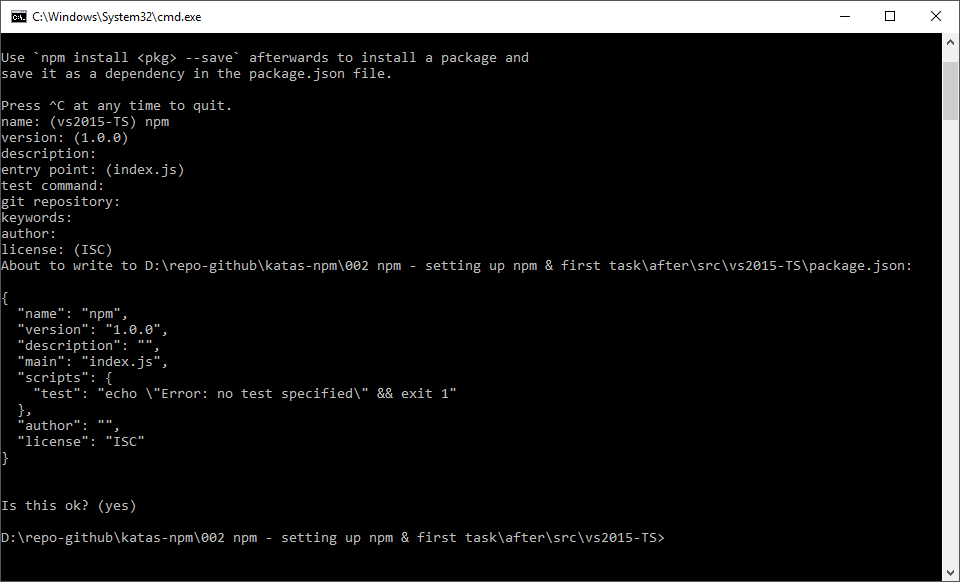 C:\Windows\System32\cmd.exe
Use `npm install <pkg> --save` afterwards to install a package and
save it as a dependency in the package.json file.
Press ^C at any time to quit.
name: (vs2015-TS) npm
version: (1.0.0)
description:
entry point: (index.js)
test command:
git repository:
keywords:
author:
license: (ISC)
About to write to D:\repo-github\katas-npm\002 npm - setting up npm & first task\after\src\vs2015-TS\package.json:
{
  "name": "npm",
  "version": "1.0.0",
  "description": "",
  "main": "index.js",
  "scripts": {
    "test": "echo \"Error: no test specified\" && exit 1"
  },
  "author": "",
  "license": "ISC"
}
Is this ok? (yes)
D:\repo-github\katas-npm\002 npm - setting up npm & first task\after\src\vs2015-TS>